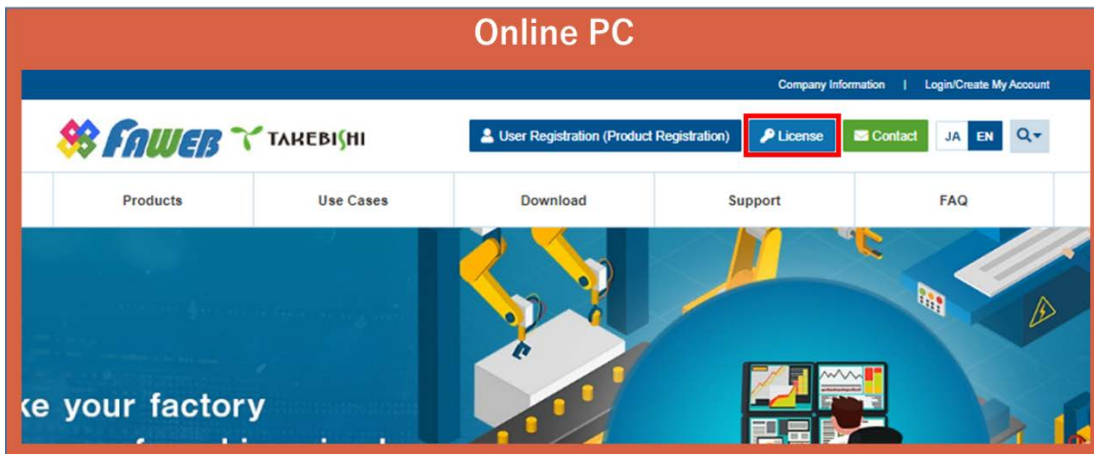 Online PC
Company Information | Login/Create My Account
FAWEB TAKEBISHI User Registration (Product Registration) License Contact JA EN
Products Use Cases Download Support FAQ
ke your factory